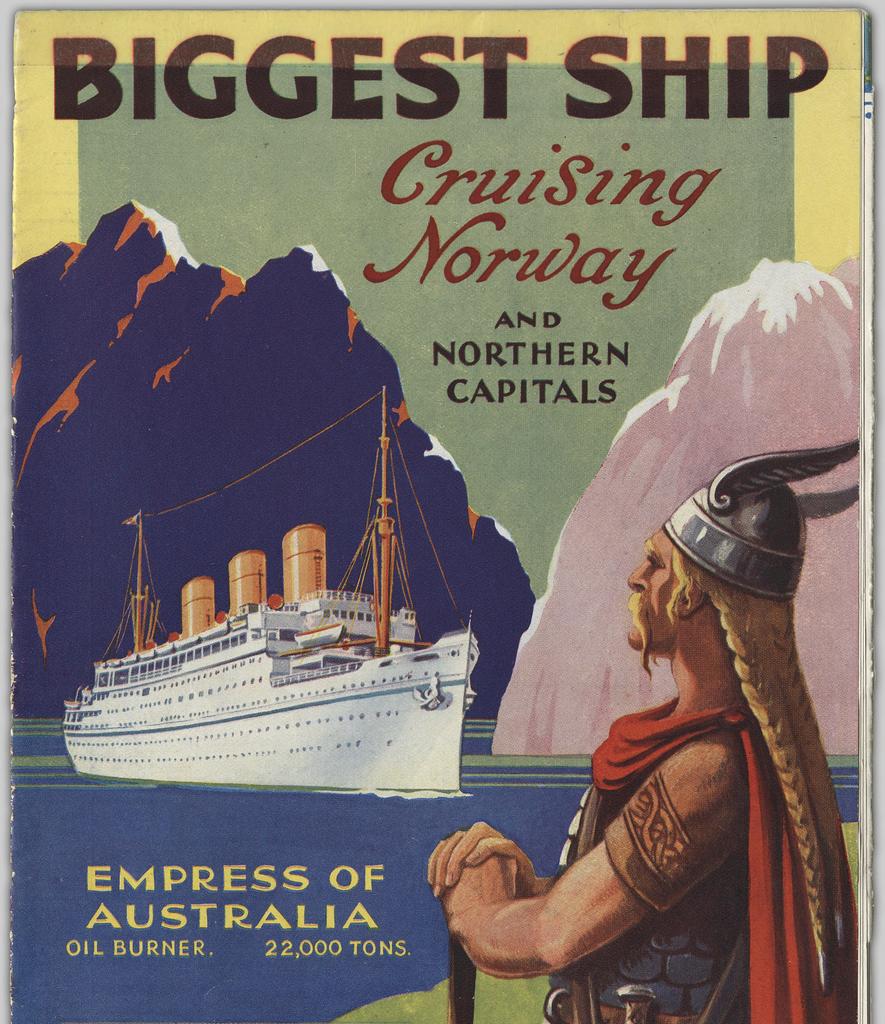 BIGGEST SHIP
Cruising
Norway
AND
NORTHERN
CAPITALS
EMPRESS OF
AUSTRALIA
OIL BURNER. 22,000 TONS.